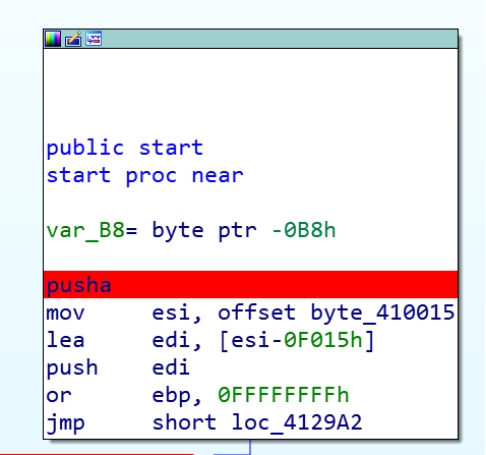 public start
start proc near
var_B8= byte ptr -0B8h
pusha
mov esi, offset byte_410015
lea edi, [esi-0F015h]
push edi
or ebp, 0FFFFFFFFh
jmp short loc_4129A2